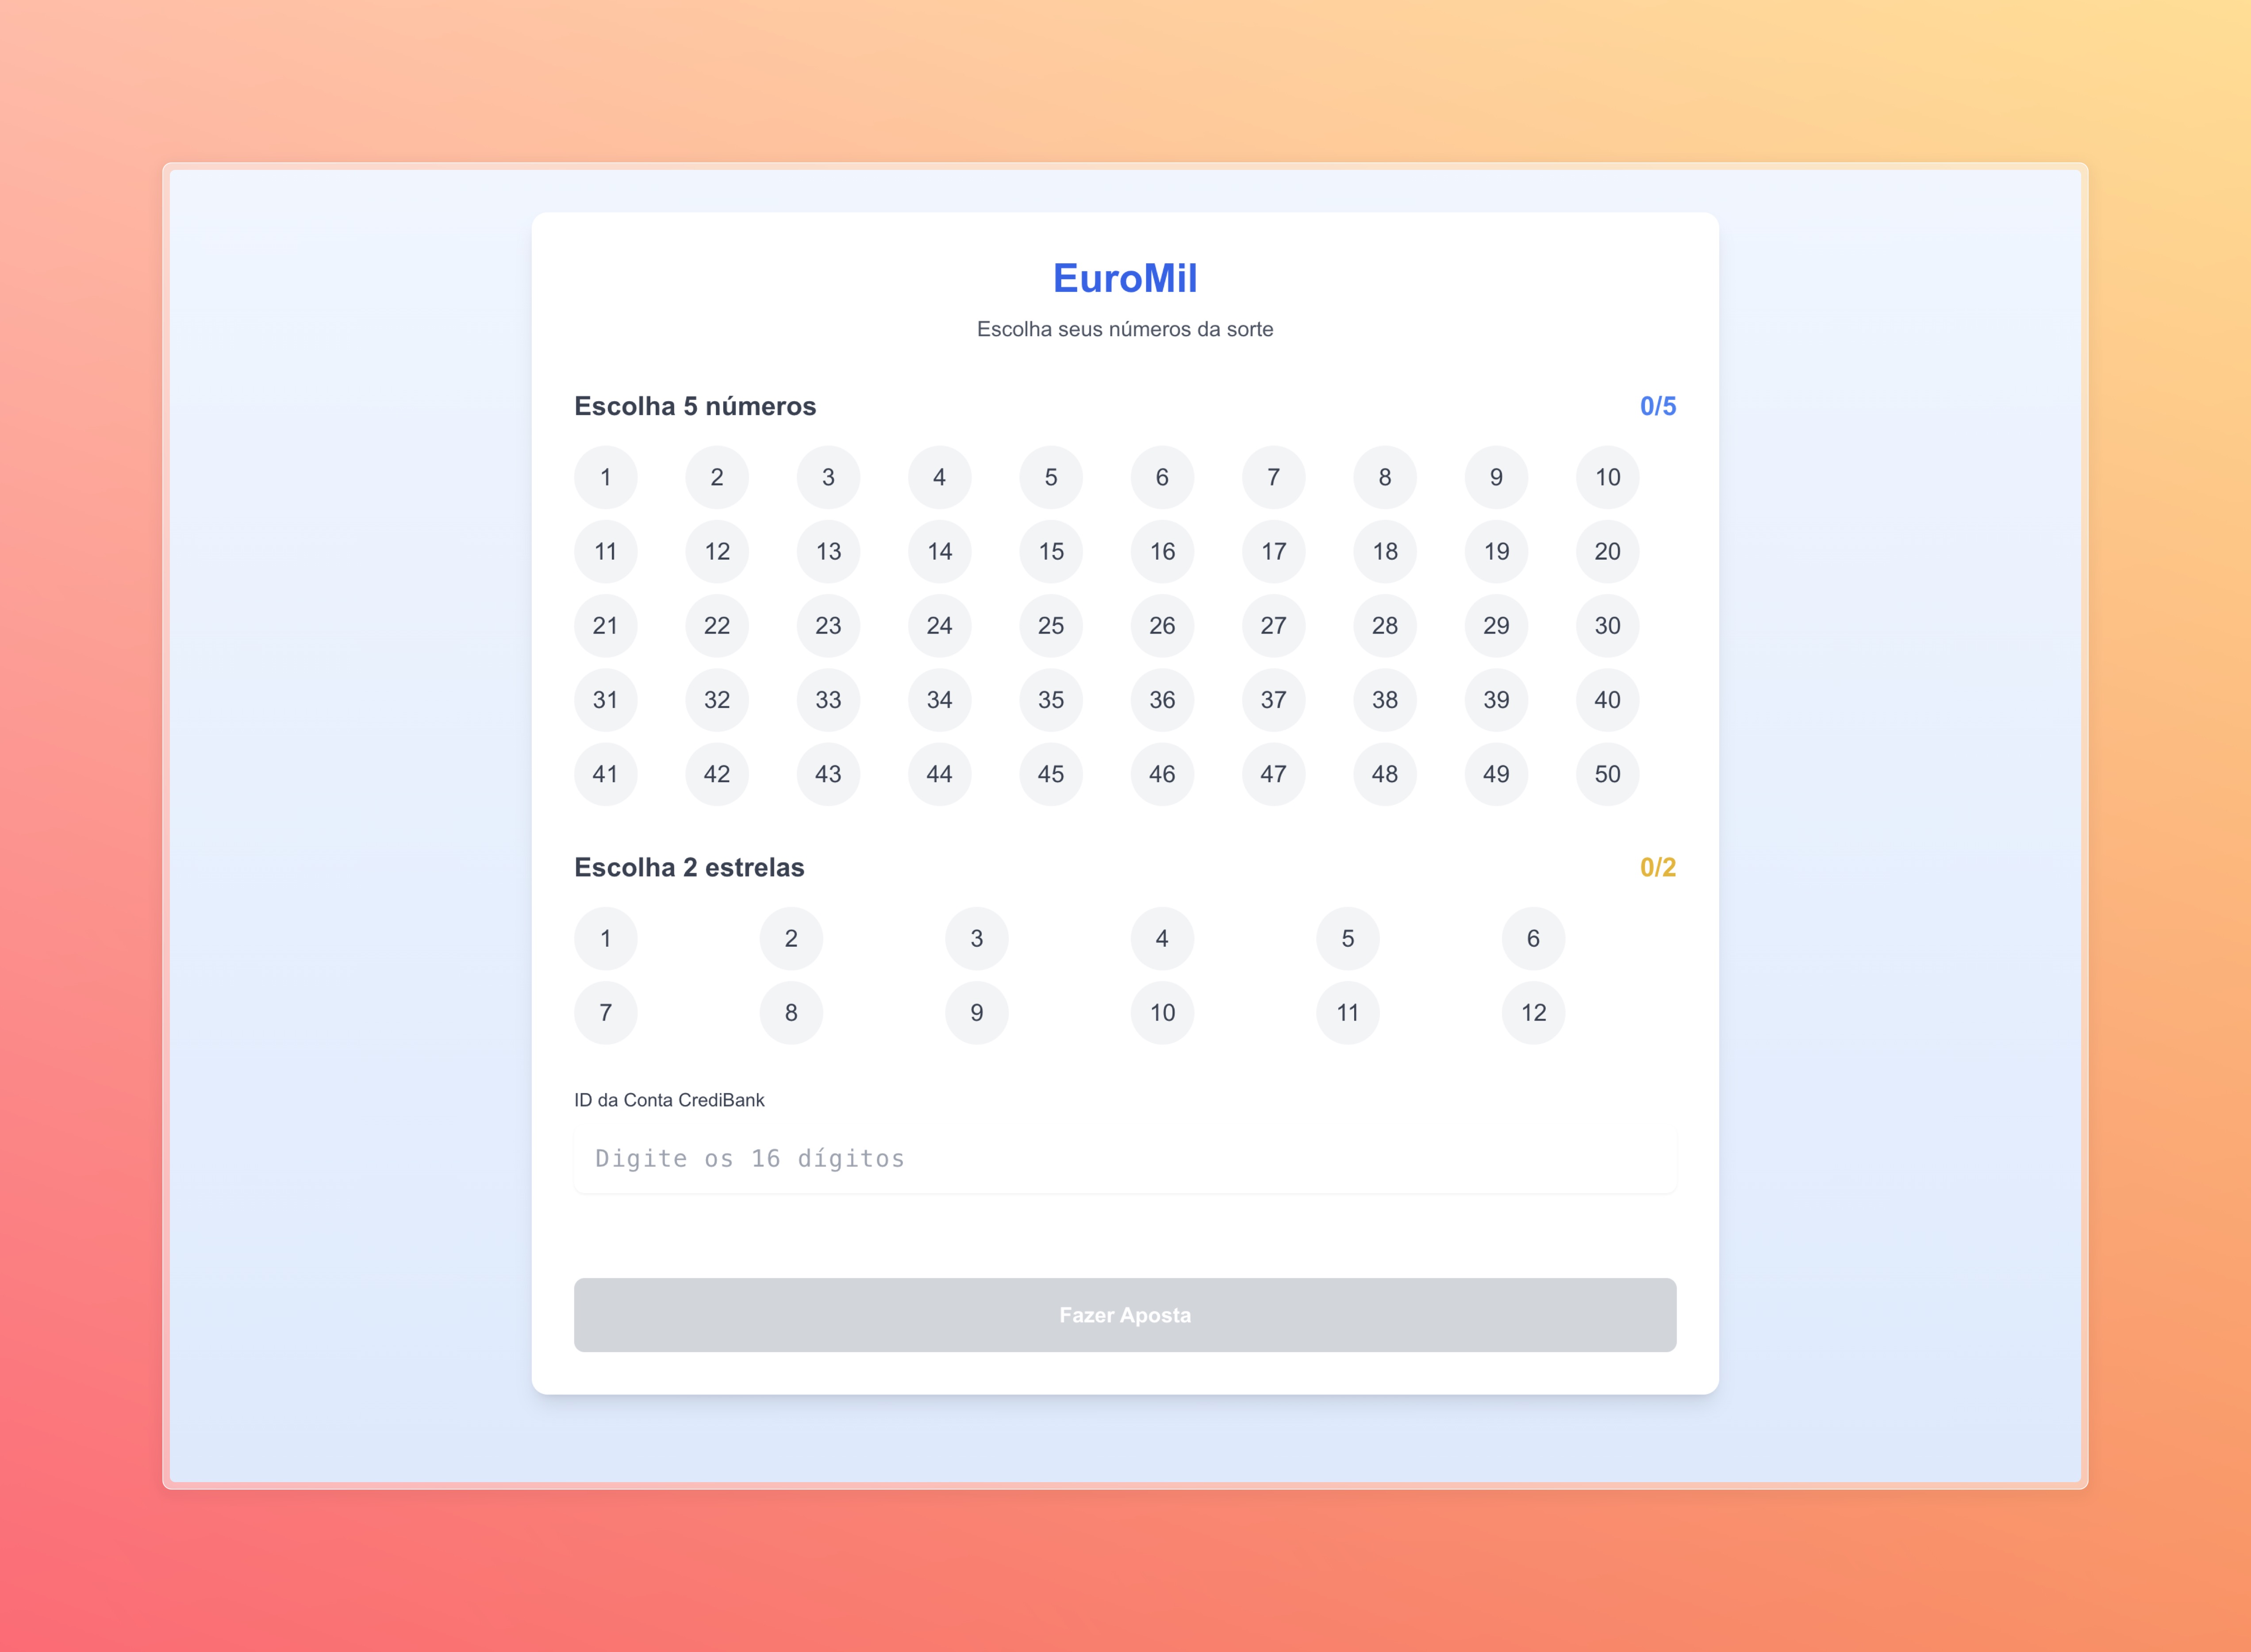 EuroMil
Escolha seus números da sorte
Escolha 5 números 0/5
1 2 3 4 5 6 7 8 9 10
11 12 13 14 15 16 17 18 19 20
21 22 23 24 25 26 27 28 29 30
31 32 33 34 35 36 37 38 39 40
41 42 43 44 45 46 47 48 49 50
Escolha 2 estrelas 0/2
1 2 3 4 5 6
7 8 9 10 11 12
ID da Conta CrediBank
Digite os 16 dígitos
Fazer Aposta